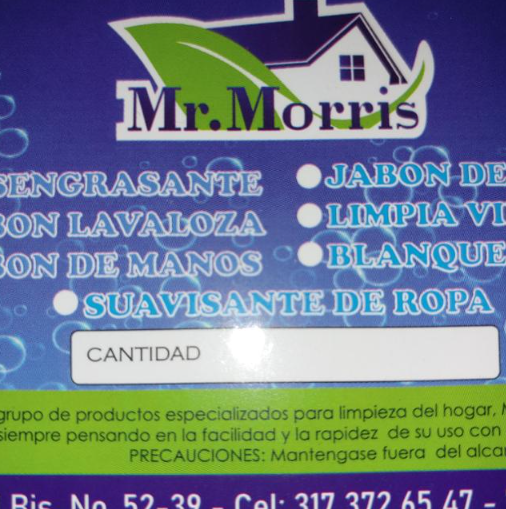 Mr.Morris
SENGRASANTE
JABON DE
BON LAVALOZA
LIMPIA VI
BON DE MANOS
BLANQUE
SUAVISANTE DE ROPA
CANTIDAD
grupo de productos especializados para limpieza del hogar, M
siempre pensando en la facilidad y la rapidez de su uso con
PRECAUCIONES: Mantengase fuera del alcan
Bis. No. 52-39 - Cel: 317 372 65 47 -